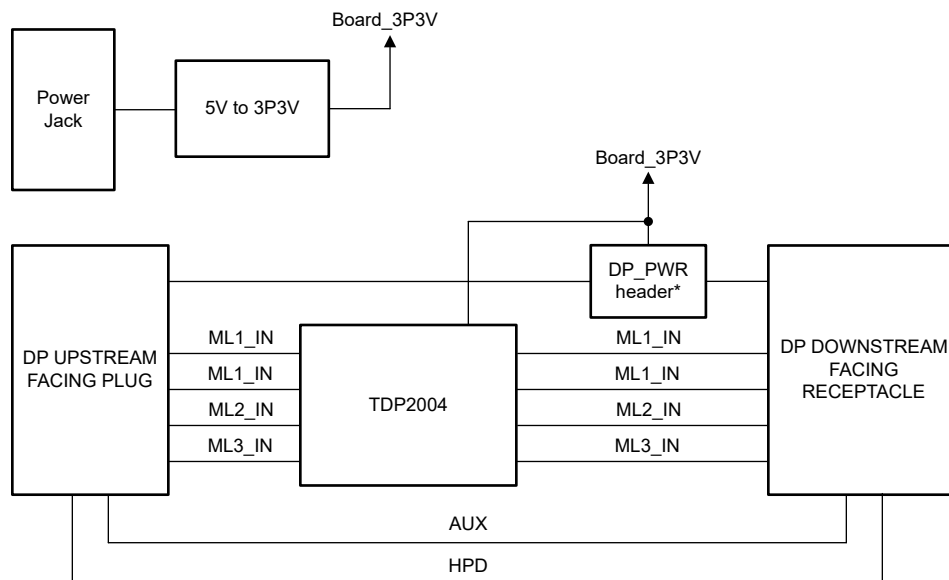 Board_3P3V
Power
Jack
5V to 3P3V
Board_3P3V
DP_PWR
header*
DP UPSTREAM
FACING PLUG
ML1_IN
ML1_IN
ML2_IN
ML3_IN
TDP2004
ML1_IN
ML1_IN
ML2_IN
ML3_IN
DP DOWNSTREAM
FACING
RECEPTACLE
AUX
HPD